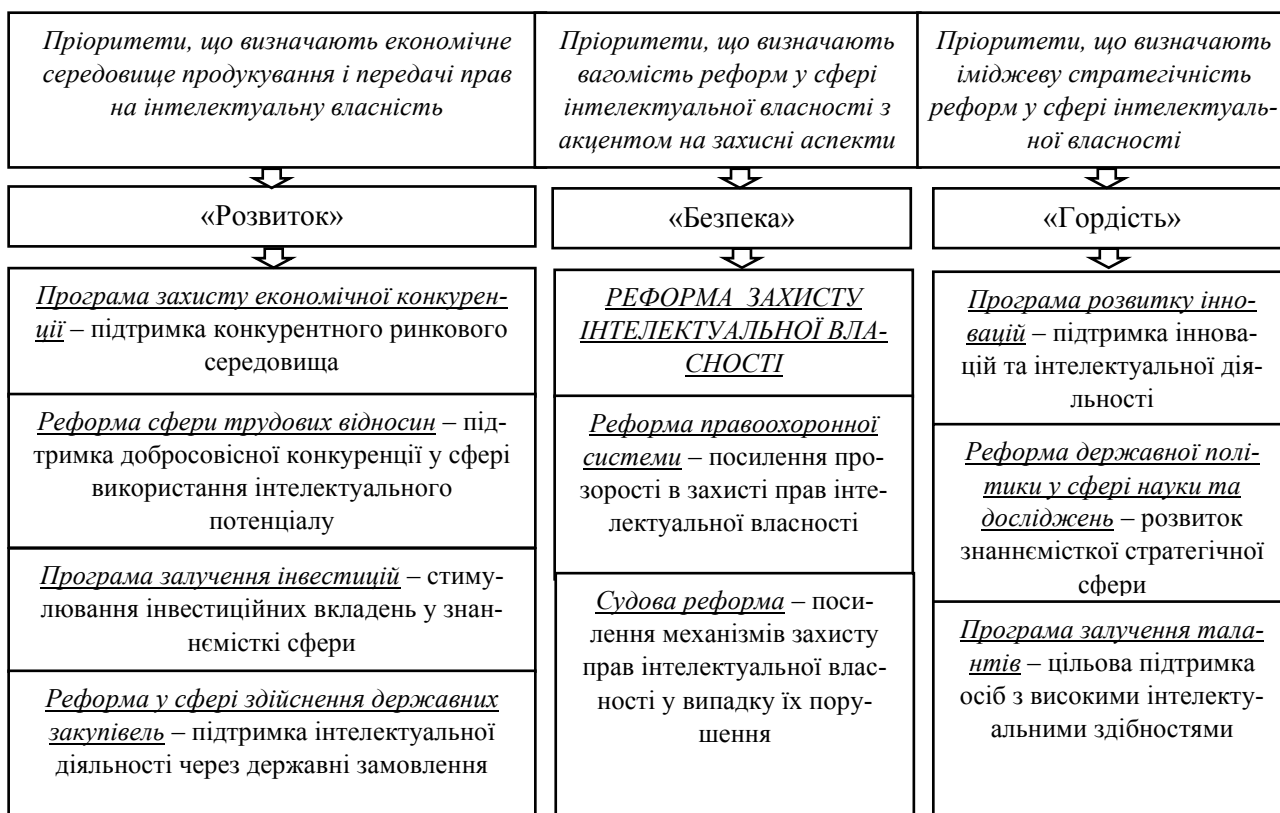 Пріоритети, що визначають економічне
середовище продукування і передачі прав
на інтелектуальну власність
Пріоритети, що визначають
вагомість реформ у сфері
інтелектуальної власності з
акцентом на захисні аспекти
Пріоритети, що визначають
іміджеву стратегічність
реформ у сфері інтелектуаль-
ної власності
«Розвиток»
«Безпека»
«Гордість»
Програма захисту економічної конкурен-
ції – підтримка конкурентного ринкового
середовища
Реформа сфери трудових відносин – під-
тримка добросовісної конкуренції у сфері
використання інтелектуального
потенціалу
Програма залучення інвестицій – стиму-
лювання інвестиційних вкладень у знан-
нємісткі сфери
Реформа у сфері здійснення державних
закупівель – підтримка інтелектуальної
діяльності через державні замовлення
РЕФОРМА ЗАХИСТУ
ІНТЕЛЕКТУАЛЬНОЇ ВЛА-
СНОСТІ
Реформа правоохоронної
системи – посилення про-
зорості в захисті прав інте-
лектуальної власності
Судова реформа – поси-
лення механізмів захисту
прав інтелектуальної влас-
ності у випадку їх пору-
шення
Програма розвитку інно-
вацій – підтримка іннова-
цій та інтелектуальної дія-
льності
Реформа державної полі-
тики у сфері науки та
досліджень – розвиток
знаннємісткої стратегічної
сфери
Програма залучення тала-
нтів – цільова підтримка
осіб з високими інтелекту-
альними здібностями